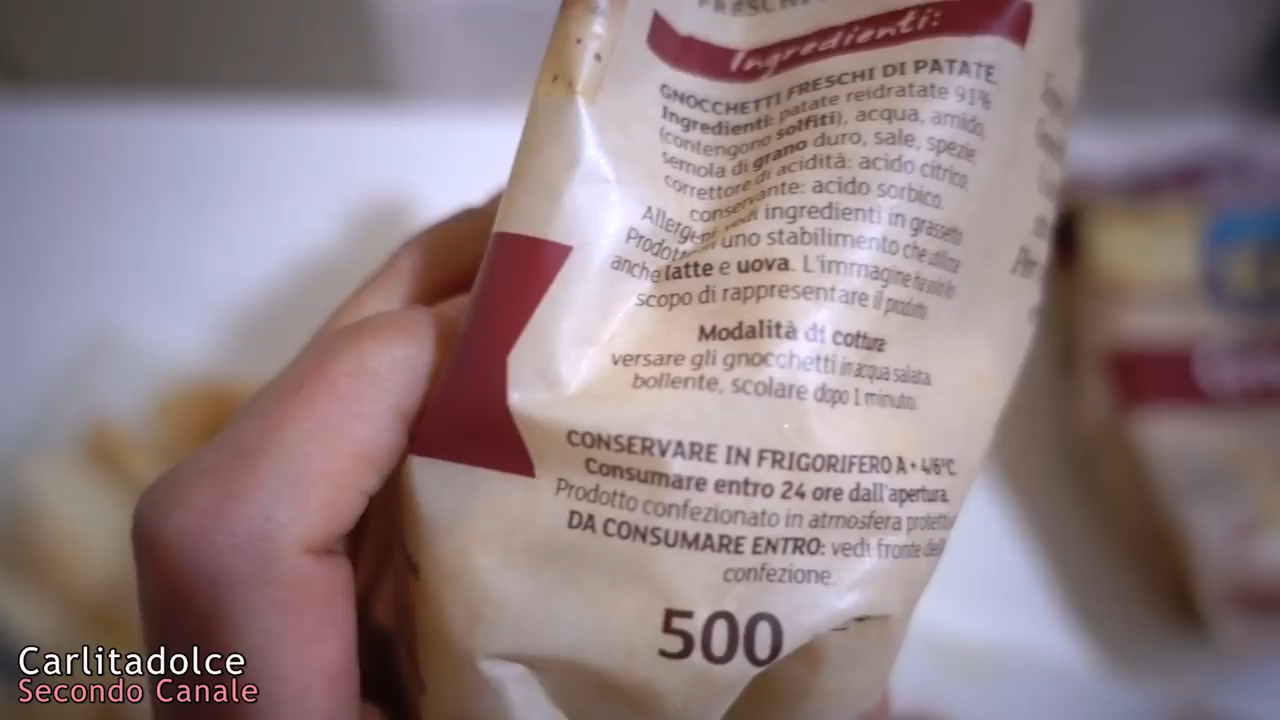 Ingredienti:
GNOCCHETTI FRESCHI DI PATATE
Ingredienti: patate reidratate 91%
(contengono solfiti), acqua, amido,
semola di grano duro, sale, spezie,
correttore di acidità: acido citrico,
conservante: acido sorbico.
Allergeni vedi ingredienti in grassetto
uno stabilimento che utilizza
anche latte e uova. L'immagine ha solo lo
scopo di rappresentare il prodotto
Modalità di cottura
versare gli gnocchetti in acqua salata
bollente, scolare dopo 1 minuto.
CONSERVARE IN FRIGORIFERO A + 4/6°C
Consumare entro 24 ore dall'apertura.
Prodotto confezionato in atmosfera protettiva
DA CONSUMARE ENTRO: vedi fronte della
confezione.
500
Carlitadolce
Secondo Canale